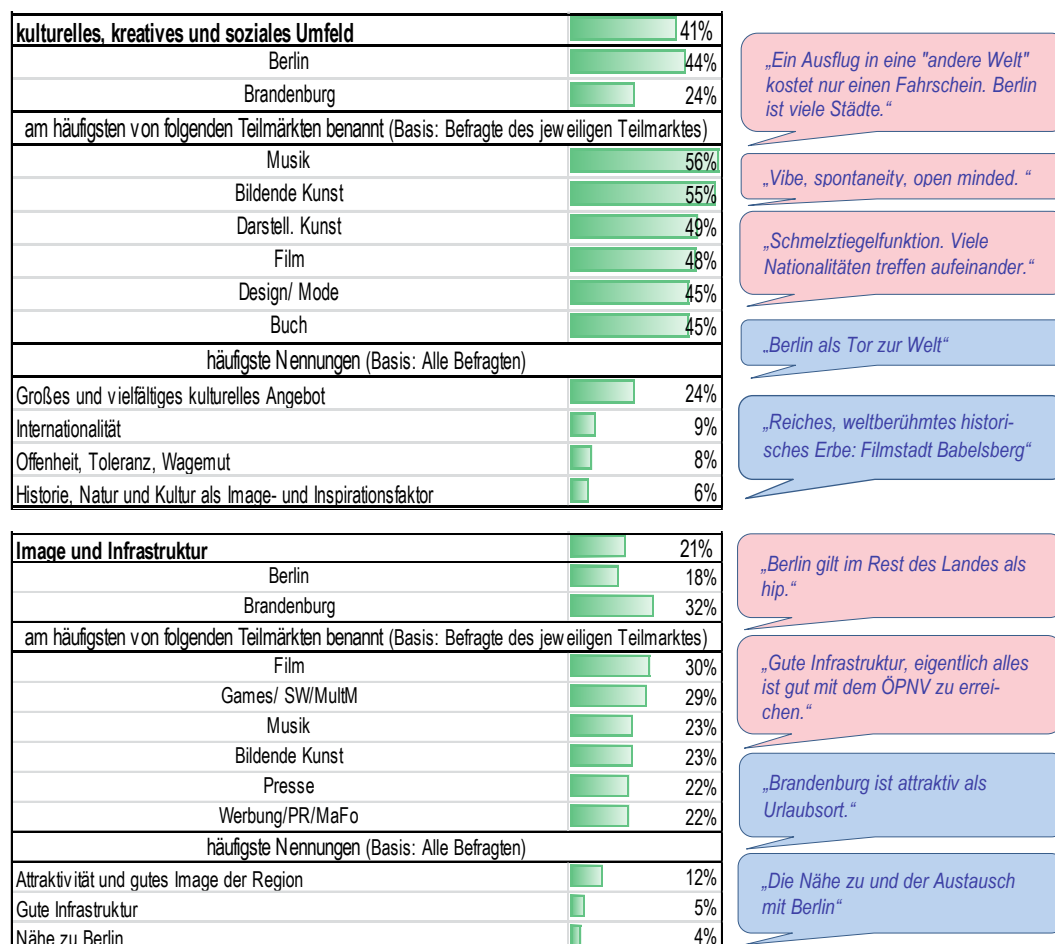 kulturelles, kreatives und soziales Umfeld 41%
Berlin 44%
Brandenburg 24%
am häufigsten von folgenden Teilmärkten benannt (Basis: Befragte des jeweiligen Teilmarktes)
Musik 56%
Bildende Kunst 55%
Darstell. Kunst 49%
Film 48%
Design/ Mode 45%
Buch 45%
häufigste Nennungen (Basis: Alle Befragten)
Großes und vielfältiges kulturelles Angebot 24%
Internationalität 9%
Offenheit, Toleranz, Wagemut 8%
Historie, Natur und Kultur als Image- und Inspirationsfaktor 6%
„Ein Ausflug in eine "andere Welt"
kostet nur einen Fahrschein. Berlin
ist viele Städte.“
„Vibe, spontaneity, open minded. “
„Schmelztiegelfunktion. Viele
Nationalitäten treffen aufeinander.“
„Berlin als Tor zur Welt“
„Reiches, weltberühmtes histori-
sches Erbe: Filmstadt Babelsberg“
Image und Infrastruktur 21%
Berlin 18%
Brandenburg 32%
am häufigsten von folgenden Teilmärkten benannt (Basis: Befragte des jeweiligen Teilmarktes)
Film 30%
Games/ SW/MultM 29%
Musik 23%
Bildende Kunst 23%
Presse 22%
Werbung/PR/MaFo 22%
häufigste Nennungen (Basis: Alle Befragten)
Attraktivität und gutes Image der Region 12%
Gute Infrastruktur 5%
Nähe zu Berlin 4%
„Berlin gilt im Rest des Landes als
hip.“
„Gute Infrastruktur, eigentlich alles
ist gut mit dem ÖPNV zu errei-
chen.“
„Brandenburg ist attraktiv als
Urlaubsort.“
„Die Nähe zu und der Austausch
mit Berlin“